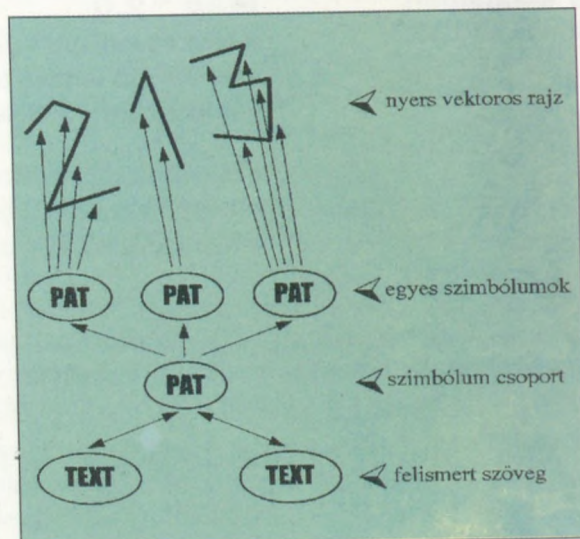 nyers vektoros rajz
PAT PAT PAT
egyes szimbólumok
PAT
szimbólum csoport
TEXT TEXT
felismert szöveg